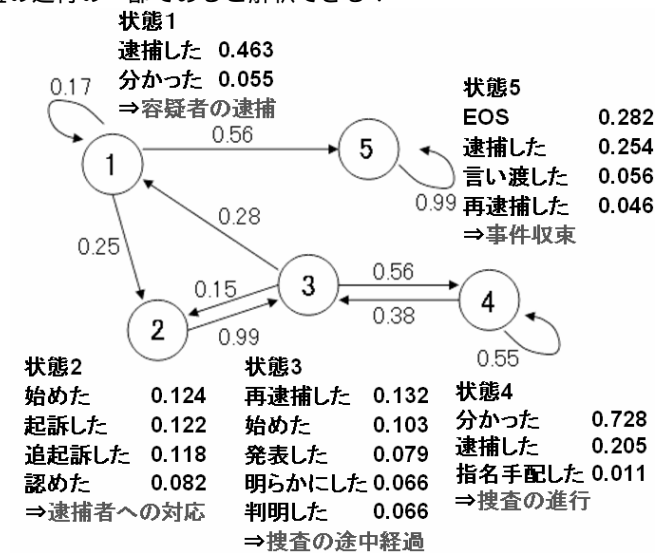 状態1
逮捕した 0.463
分かった 0.055
⇒容疑者の逮捕
0.17
0.56
1
5
状態5
EOS 0.282
逮捕した 0.254
言い渡した 0.056
再逮捕した 0.046
⇒事件収束
0.99
0.28
0.25
0.15
0.99
3
0.56
0.38
4
0.55
2
状態2
始めた 0.124
起訴した 0.122
追起訴した 0.118
認めた 0.082
⇒逮捕者への対応
状態3
再逮捕した 0.132
始めた 0.103
発表した 0.079
明らかにした 0.066
判明した 0.066
⇒捜査の途中経過
状態4
分かった 0.728
逮捕した 0.205
指名手配した 0.011
⇒捜査の進行